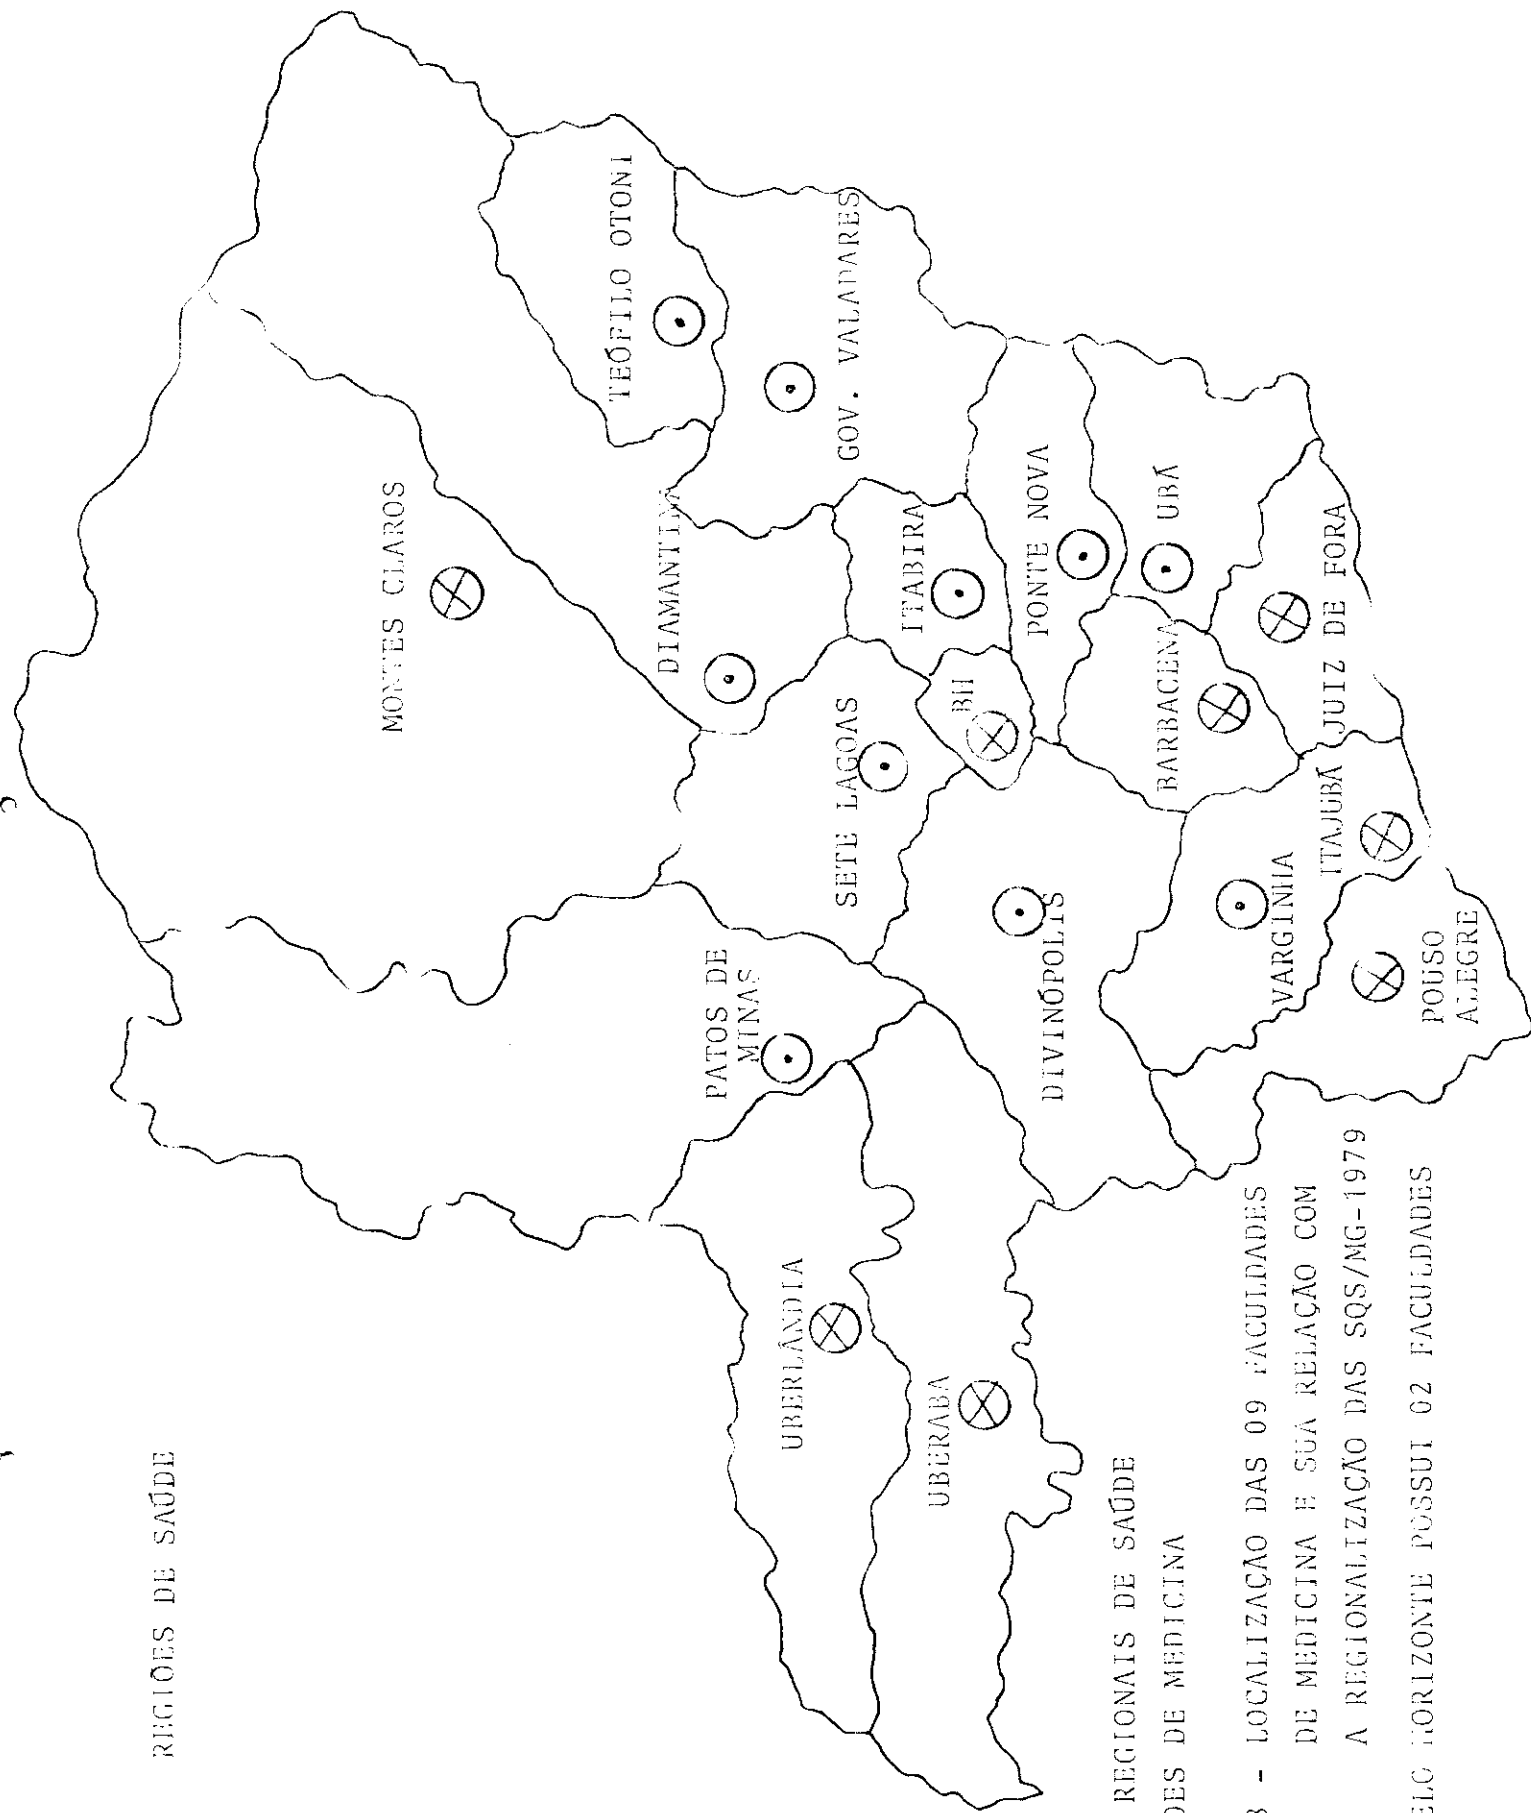 REGIÕES DE SAÚDE
MONTES CLAROS
TEÓFILO OTONI
DIAMANTINA
GOV. VALADARES
PATOS DE
MINAS
SETE LAGOAS
ITABIRA
UBERLÂNDIA
BH
UBERABA
PONTE NOVA
DIVINÓPOLIS
UBÁ
BARBACENA
VARGINHA
JUIZ DE FORA
ITAJUBÁ
POUSO
ALEGRE
REGIONAIS DE SAÚDE
DES DE MEDICINA
- LOCALIZAÇÃO DAS 09 FACULDADES
DE MEDICINA E SUA RELAÇÃO COM
A REGIONALIZAÇÃO DAS SQS/MG-1979
ELO HORIZONTE POSSUI 02 FACULDADES